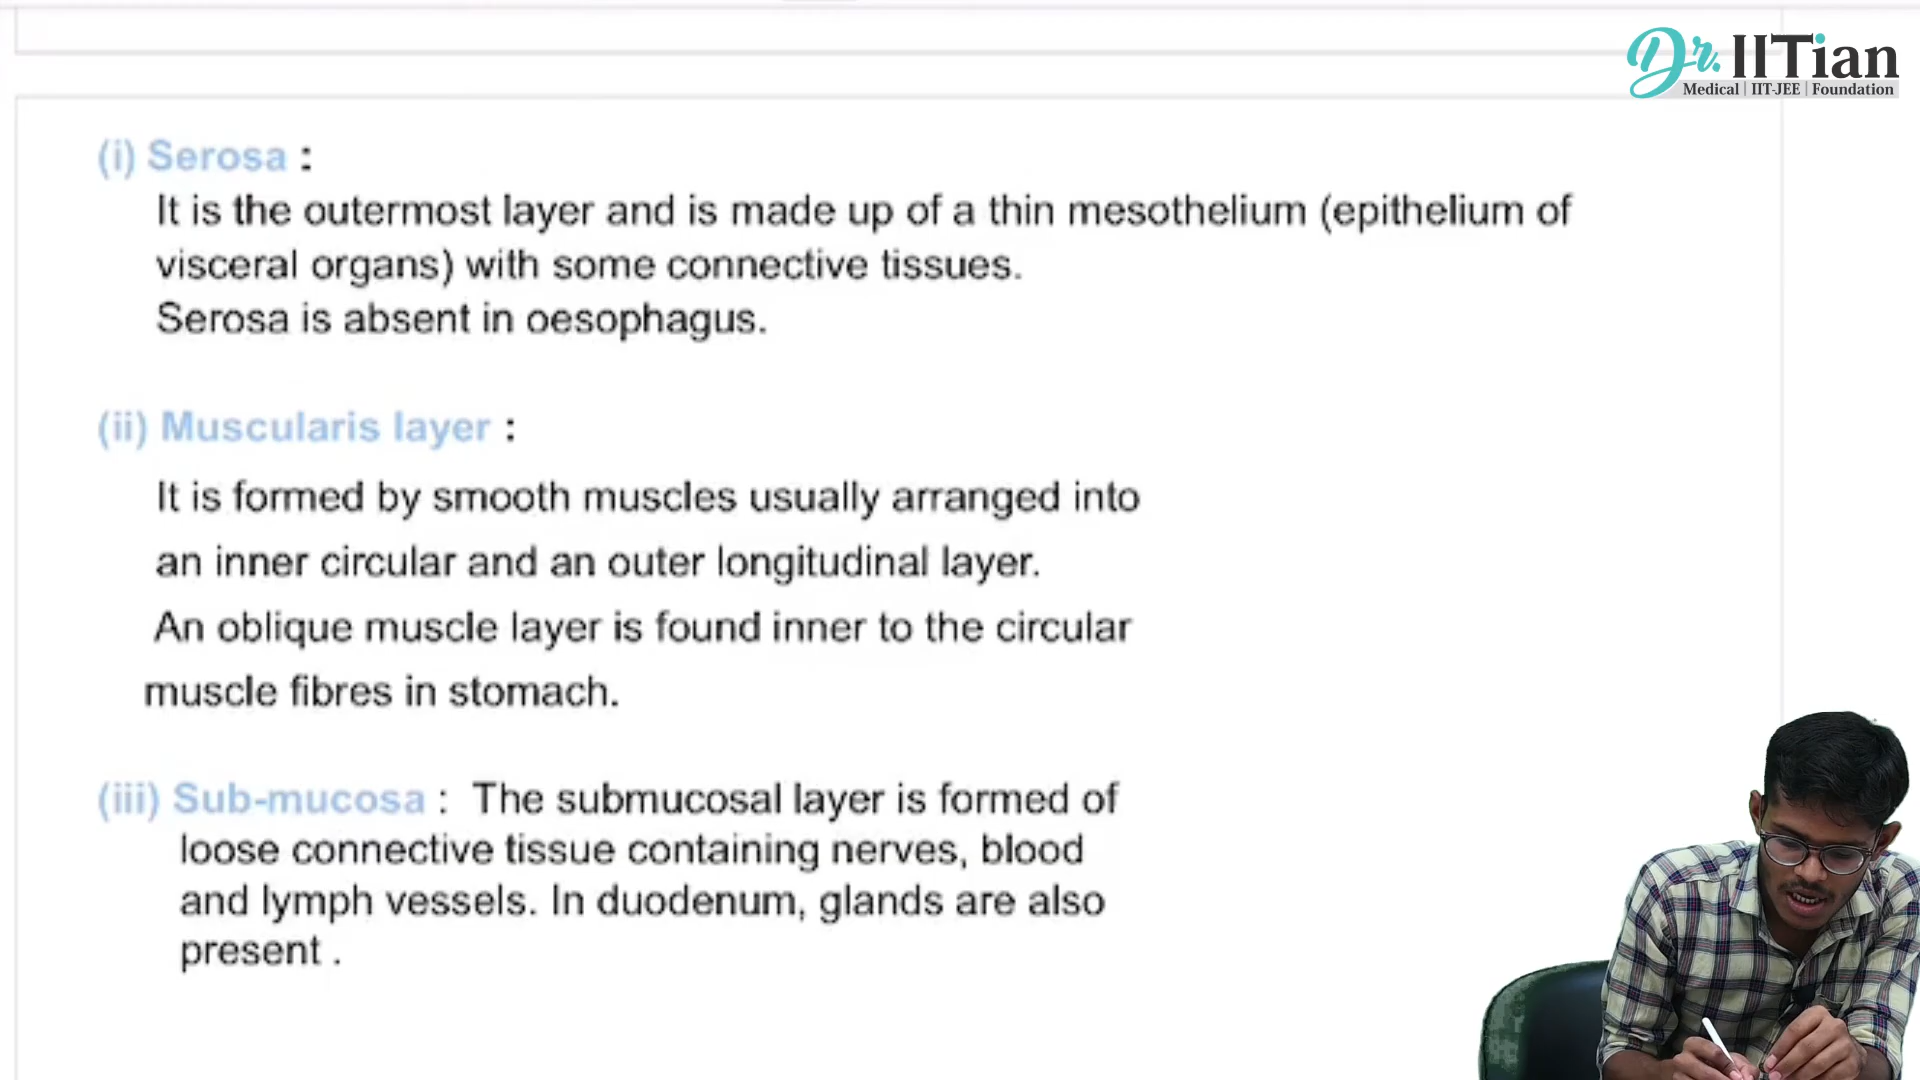 Dr. IITian
Medical | IIT-JEE | Foundation
(i) Serosa :
It is the outermost layer and is made up of a thin mesothelium (epithelium of
visceral organs) with some connective tissues.
Serosa is absent in oesophagus.
(ii) Muscularis layer :
It is formed by smooth muscles usually arranged into
an inner circular and an outer longitudinal layer.
An oblique muscle layer is found inner to the circular
muscle fibres in stomach.
(iii) Sub-mucosa : The submucosal layer is formed of
loose connective tissue containing nerves, blood
and lymph vessels. In duodenum, glands are also
present .